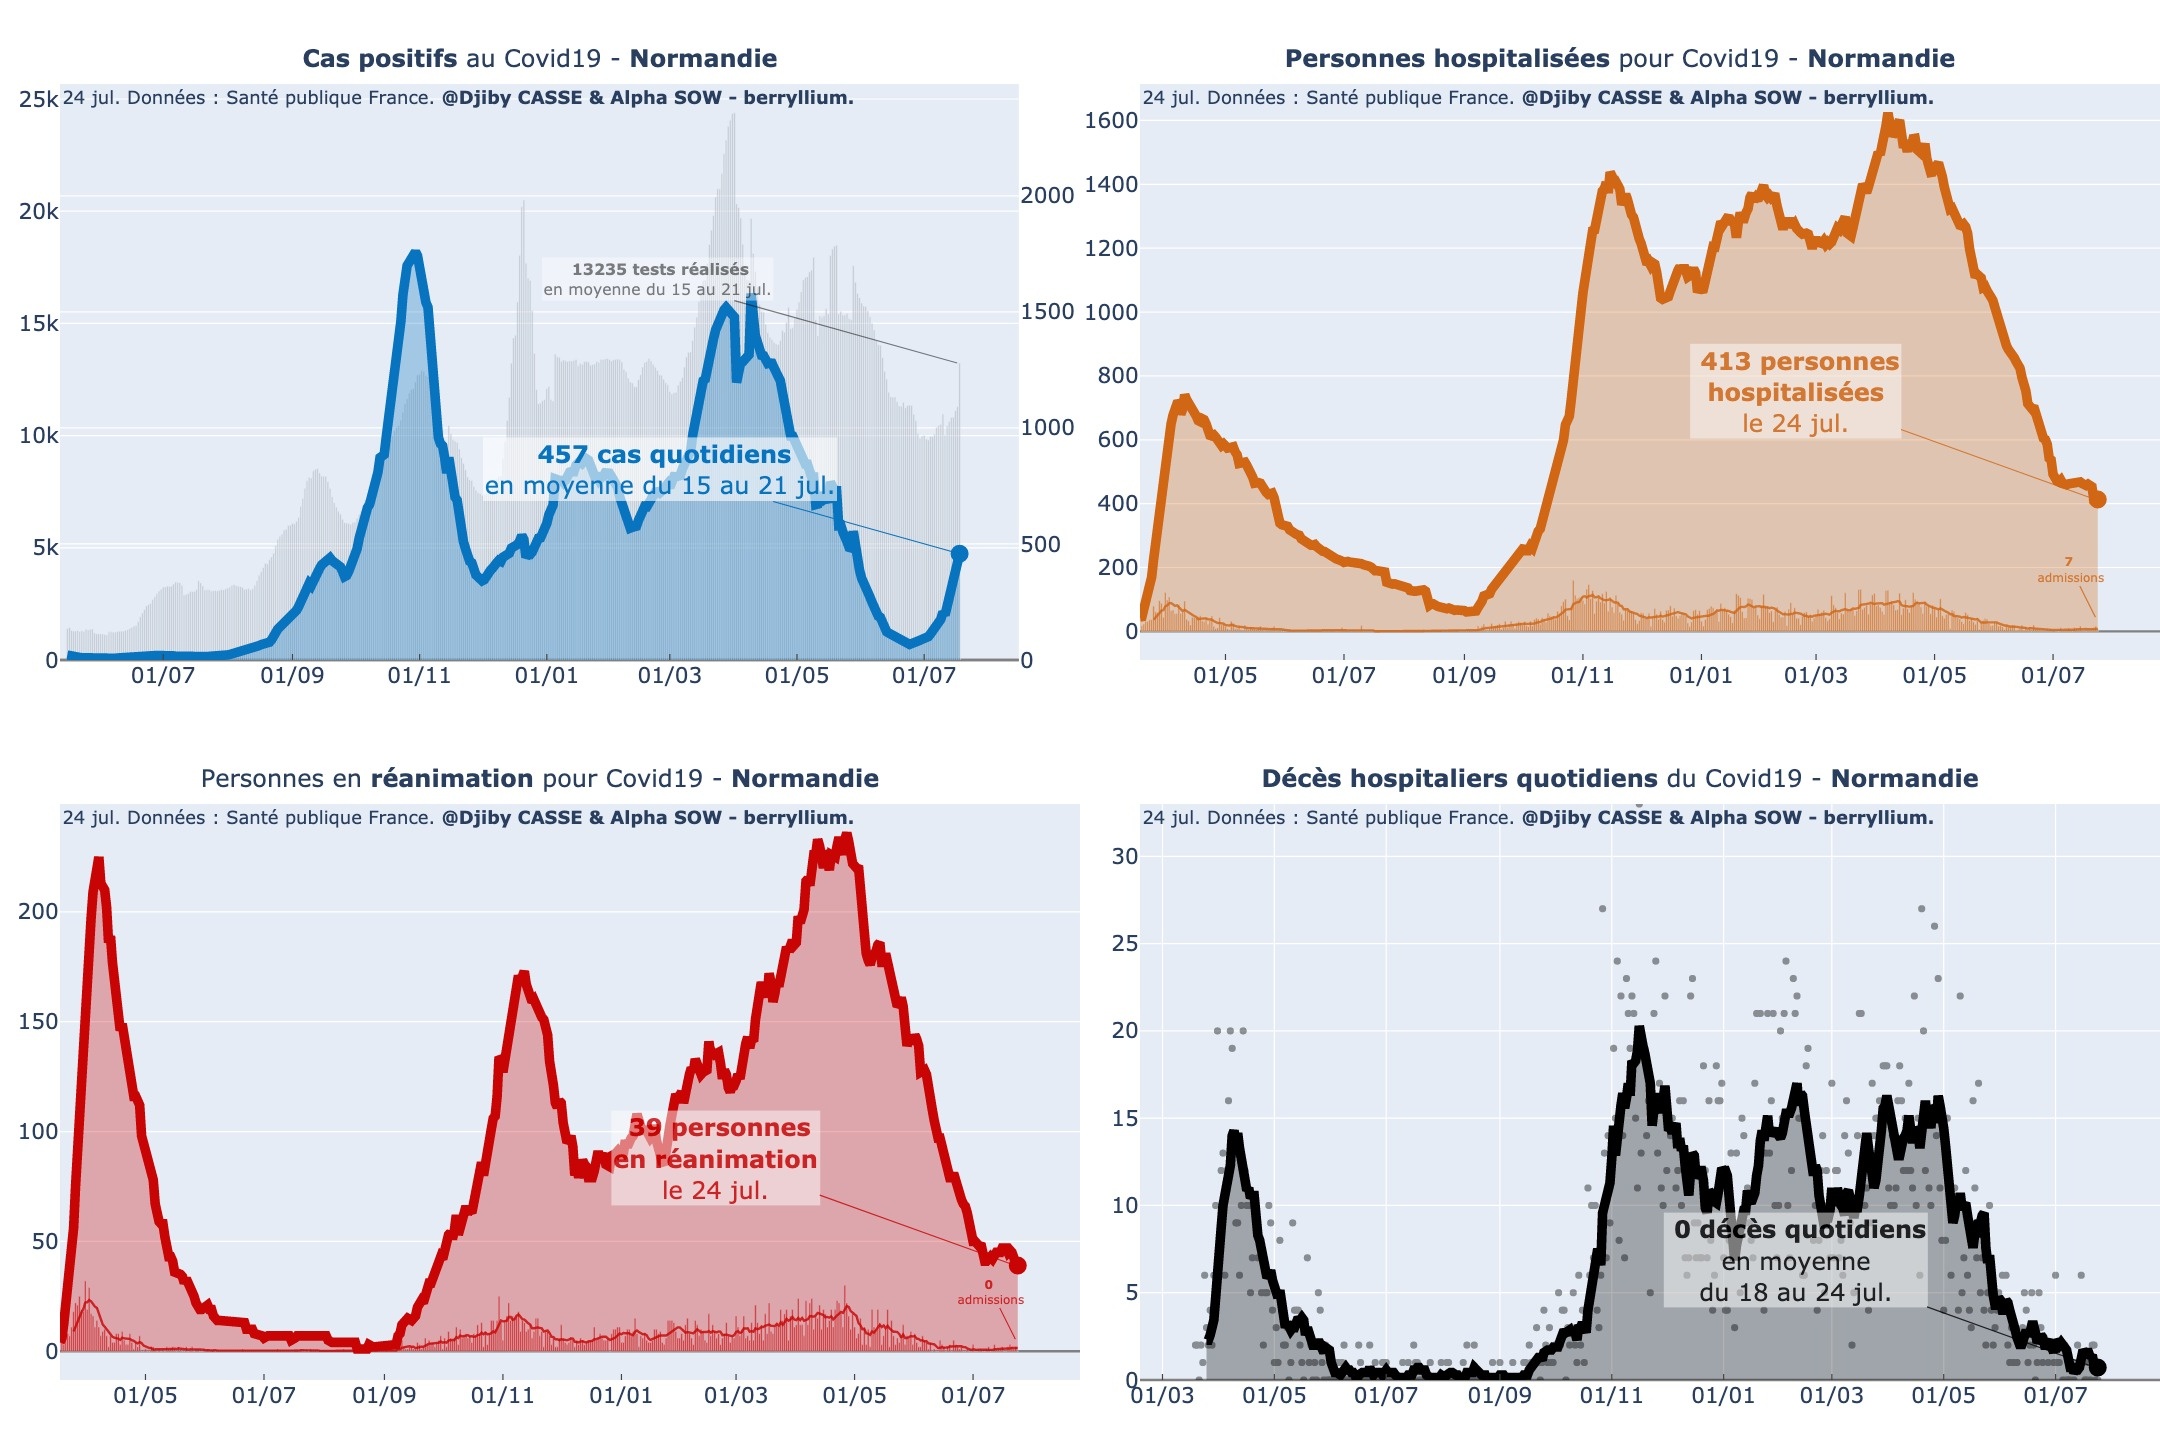 Cas positifs au Covid19 - Normandie
24 jul. Données : Santé publique France. @Djiby CASSE & Alpha SOW - berryllium.
25k
20k
15k
10k
5k
0
2000
1500
1000
500
0
13235 tests réalisés
en moyenne du 15 au 21 jul.
457 cas quotidiens
en moyenne du 15 au 21 jul.
01/07 01/09 01/11 01/01 01/03 01/05 01/07
Personnes hospitalisées pour Covid19 - Normandie
24 jul. Données : Santé publique France. @Djiby CASSE & Alpha SOW - berryllium.
1600
1400
1200
1000
800
600
400
200
0
413 personnes
hospitalisées
le 24 jul.
7
admissions
01/05 01/07 01/09 01/11 01/01 01/03 01/05 01/07
Personnes en réanimation pour Covid19 - Normandie
24 jul. Données : Santé publique France. @Djiby CASSE & Alpha SOW - berryllium.
200
150
100
50
0
39 personnes
en réanimation
le 24 jul.
0
admissions
01/05 01/07 01/09 01/11 01/01 01/03 01/05 01/07
Décès hospitaliers quotidiens du Covid19 - Normandie
24 jul. Données : Santé publique France. @Djiby CASSE & Alpha SOW - berryllium.
30
25
20
15
10
5
0
0 décès quotidiens
en moyenne
du 18 au 24 jul.
01/03 01/05 01/07 01/09 01/11 01/01 01/03 01/05 01/07